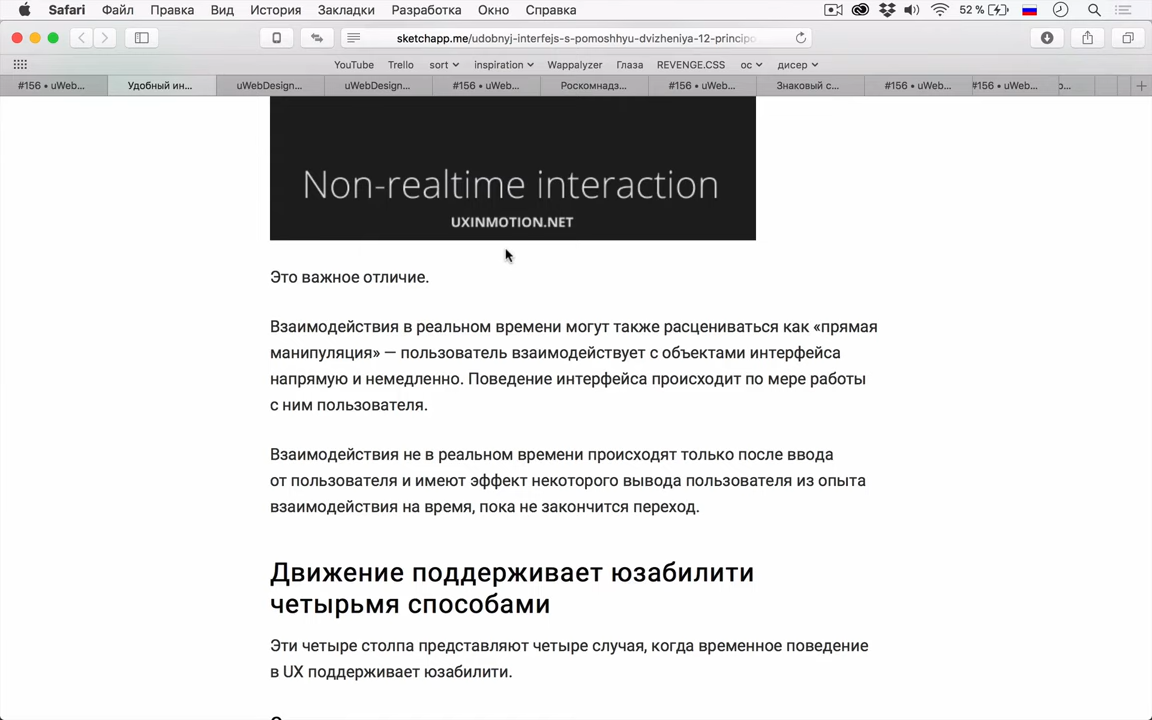 Safari Файл Правка Вид История Закладки Разработка Окно Справка 52 %
sketchapp.me/udobnyj-interfejs-s-pomoshhyu-dvizheniya-12-principo
YouTube Trello sort inspiration Wappalyzer Глаза REVENGE.CSS ос дисер
#156 • uWeb... Удобный ин... uWebDesign... uWebDesign... #156 • uWeb... Роскомнадз... #156 • uWeb... Знаковый с... #156 • uWeb... #156 • uWeb...
Non-realtime interaction
UXINMOTION.NET
Это важное отличие.
Взаимодействия в реальном времени могут также расцениваться как «прямая
манипуляция» — пользователь взаимодействует с объектами интерфейса
напрямую и немедленно. Поведение интерфейса происходит по мере работы
с ним пользователя.
Взаимодействия не в реальном времени происходят только после ввода
от пользователя и имеют эффект некоторого вывода пользователя из опыта
взаимодействия на время, пока не закончится переход.
Движение поддерживает юзабилити
четырьмя способами
Эти четыре столпа представляют четыре случая, когда временное поведение
в UX поддерживает юзабилити.